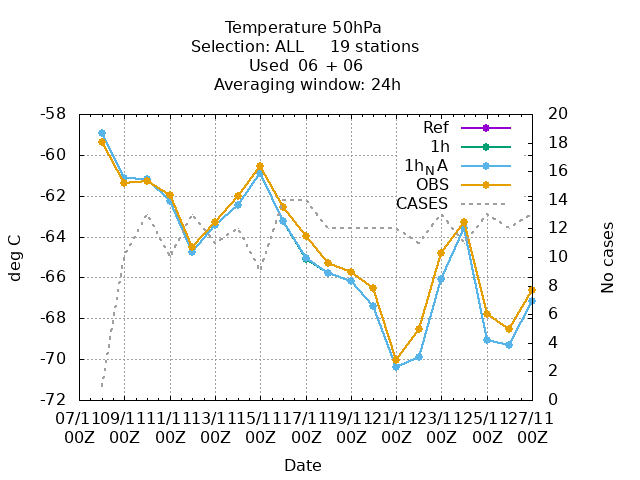 Temperature 50hPa
Selection: ALL 19 stations
Used 06 + 06
Averaging window: 24h
-58
-60
-62
-64
-66
-68
-70
-72
deg C
20
18
16
14
12
10
8
6
4
2
0
No cases
Ref
1h
1h_N A
OBS
CASES
07/11 09/11 11/11 13/11 15/11 17/11 19/11 21/11 23/11 25/11 27/11
00Z 00Z 00Z 00Z 00Z 00Z 00Z 00Z 00Z 00Z 00Z
Date